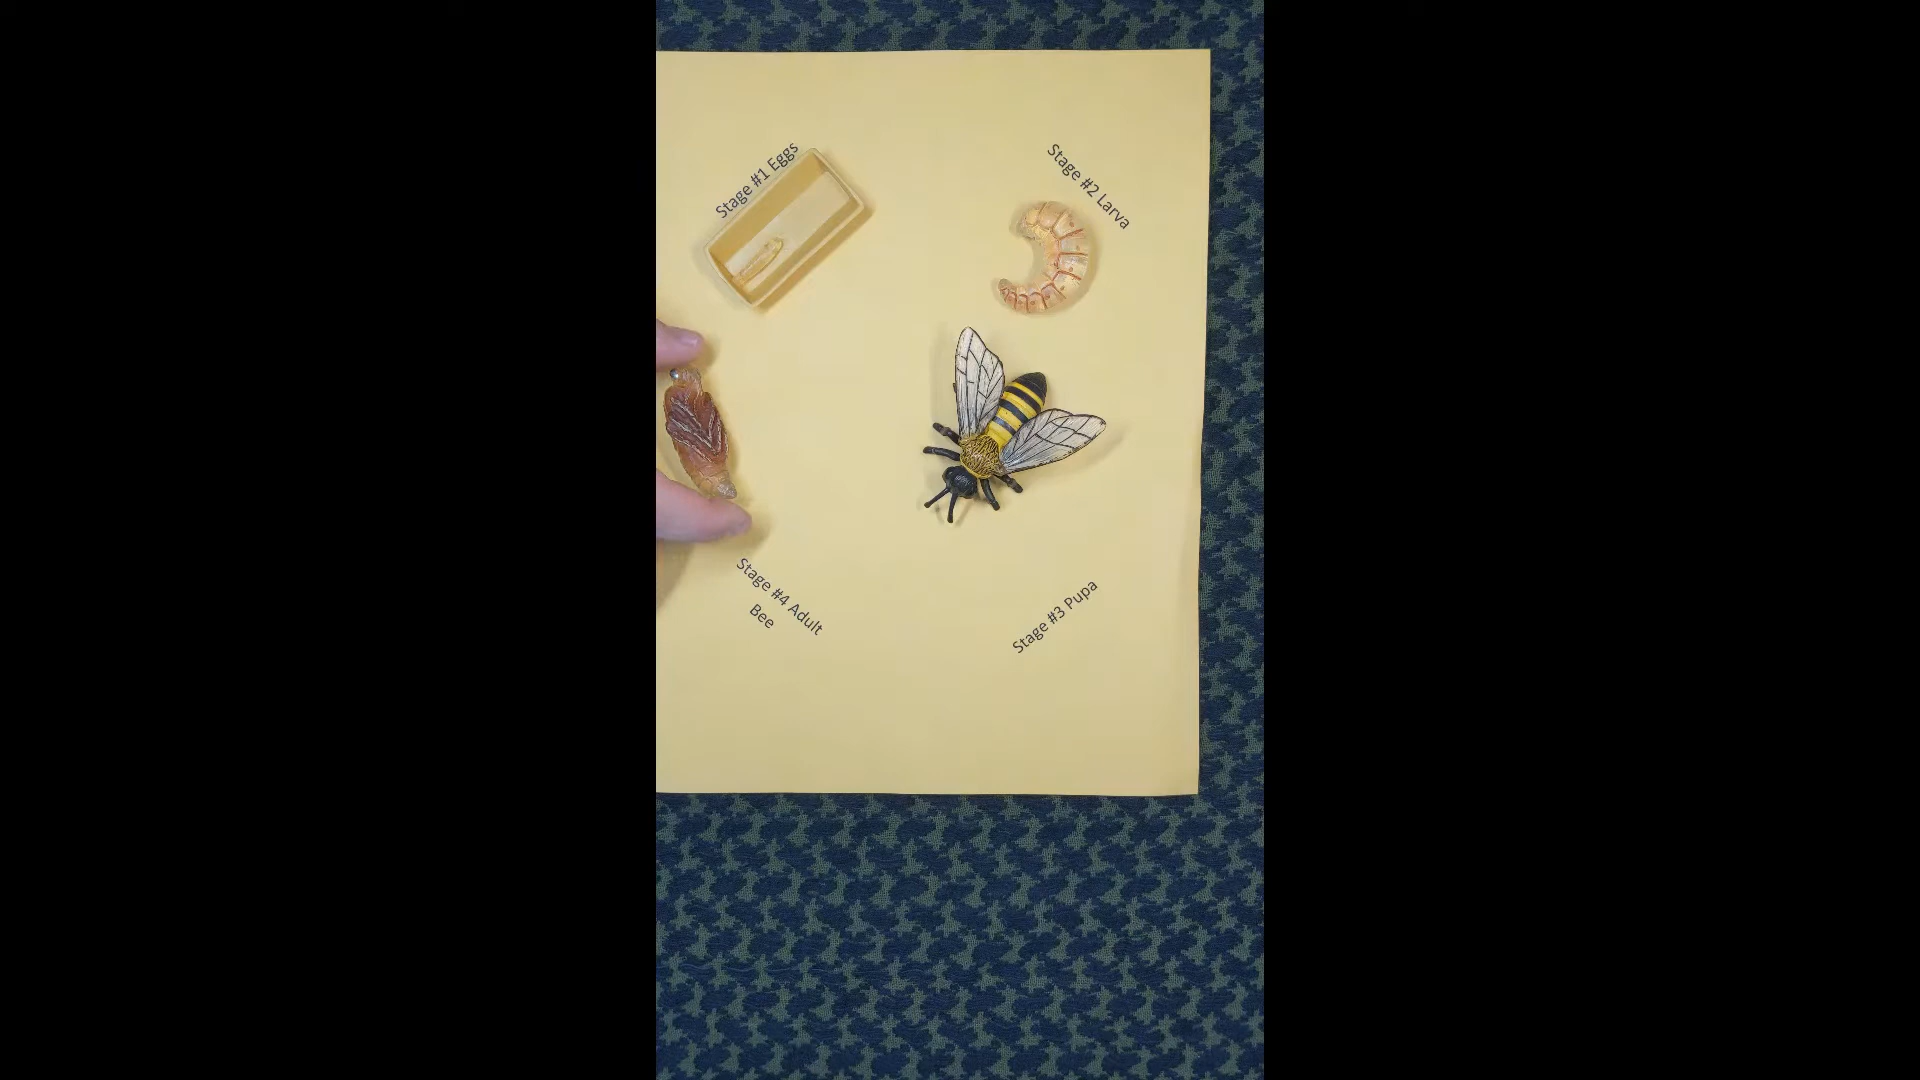 Stage #1 Eggs
Stage #2 Larva
Stage #4 Adult
Bee
Stage #3 Pupa